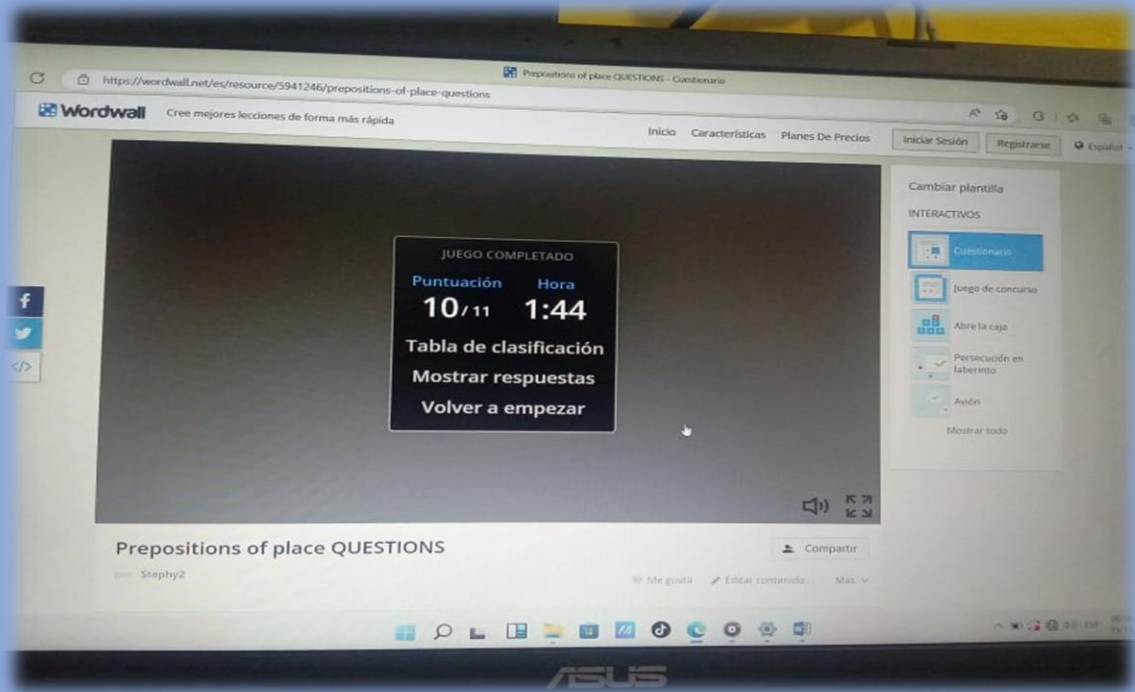 Prepositions of place QUESTIONS - Cuestionario
https://wordwall.net/es/resource/5941246/prepositions-of-place-questions
Wordwall Cree mejores lecciones de forma más rápida
Inicio Características Planes De Precios Iniciar Sesión Registrarse Español
Cambiar plantilla
INTERACTIVOS
Cuestionario
Juego de concurso
Abre la caja
Persecución en
laberinto
Avión
Mostrar todo
JUEGO COMPLETADO
Puntuación Hora
10/11 1:44
Tabla de clasificación
Mostrar respuestas
Volver a empezar
f
</>
Prepositions of place QUESTIONS
Compartir
por Stephy2
Me gusta Editar contenido... Más
ESP
ASUS